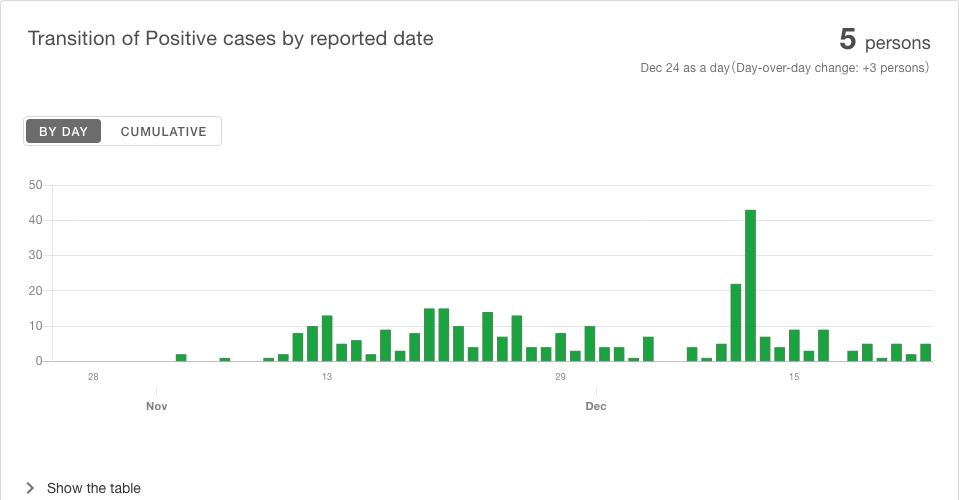 Transition of Positive cases by reported date
5 persons
Dec 24 as a day(Day-over-day change: +3 persons)
BY DAY CUMULATIVE
50
40
30
20
10
0
28 13 29 15
Nov Dec
Show the table